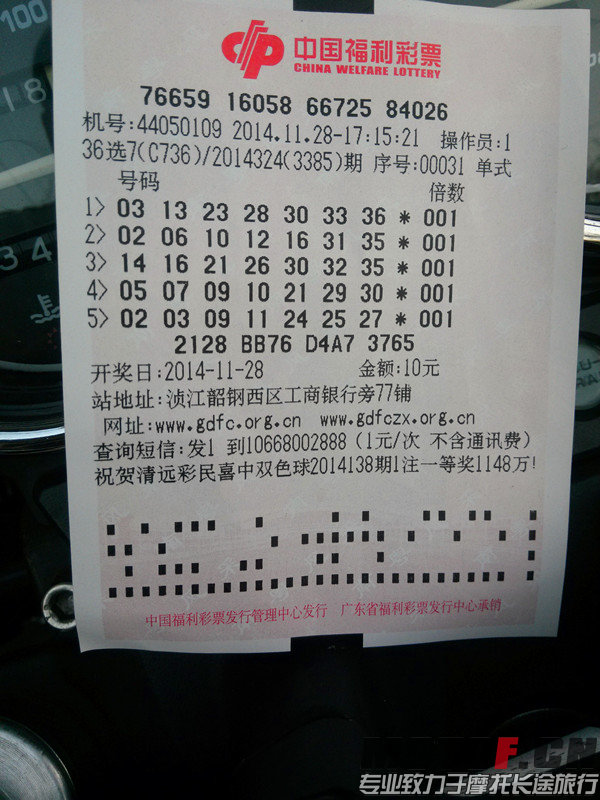 100
中国福利彩票
CHINA WELFARE LOTTERY
76659 16058 66725 84026
机号:44050109 2014.11.28-17:15:21 操作员:1
36选7(C736)/2014324(3385)期 序号:00031 单式
号码 倍数
1> 03 13 23 28 30 33 36 * 001
2> 02 06 10 12 16 31 35 * 001
3> 14 16 21 26 30 32 35 * 001
4> 05 07 09 10 21 29 30 * 001
5> 02 03 09 11 24 25 27 * 001
2128 BB76 D4A7 3765
开奖日:2014-11-28 金额:10元
站地址:浈江韶钢西区工商银行旁77铺
网址:www.gdfc.org.cn www.gdfczx.org.cn
查询短信:发1 到10668002888（1元/次 不含通讯费）
祝贺清远彩民喜中双色球2014138期1注一等奖1148万!
中国福利彩票发行管理中心发行 广东省福利彩票发行中心承销
F.CN
专业致力于摩托长途旅行